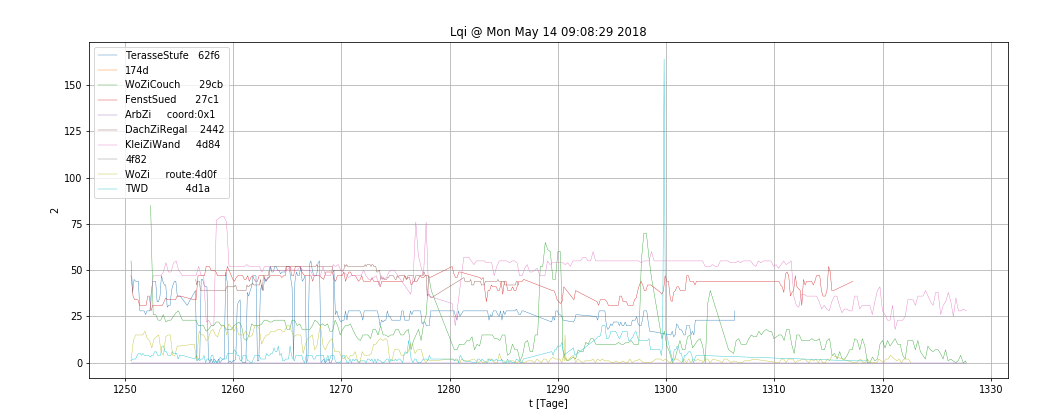 Lqi @ Mon May 14 09:08:29 2018
TerasseStufe 62f6
174d
WoZiCouch 29cb
FenstSued 27c1
ArbZi coord:0x1
DachZiRegal 2442
KleiZiWand 4d84
4f82
WoZi route:4d0f
TWD 4d1a
150
125
100
75
50
25
0
2
1250 1260 1270 1280 1290 1300 1310 1320 1330
t [Tage]